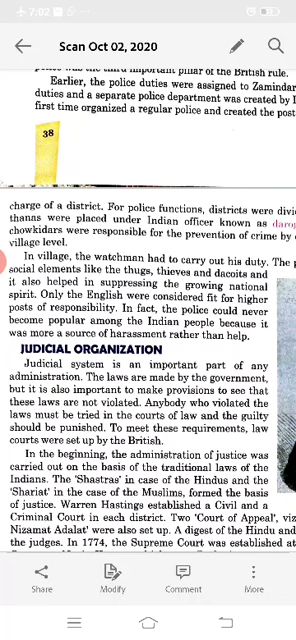 7:02
Scan Oct 02, 2020
police was the third important pillar of the British rule.
Earlier, the police duties were assigned to Zamindar
duties and a separate police department was created by
first time organized a regular police and created the post
38
charge of a district. For police functions, districts were divi
thanas were placed under Indian officer known as darog
chowkidars were responsible for the prevention of crime by
village level.
In village, the watchman had to carry out his duty. The p
social elements like the thugs, thieves and dacoits and
it also helped in suppressing the growing national
spirit. Only the English were considered fit for higher
posts of responsibility. In fact, the police could never
become popular among the Indian people because it
was more a source of harassment rather than help.
JUDICIAL ORGANIZATION
Judicial system is an important part of any
administration. The laws are made by the government,
but it is also important to make provisions to see that
these laws are not violated. Anybody who violated the
laws must be tried in the courts of law and the guilty
should be punished. To meet these requirements, law
courts were set up by the British.
In the beginning, the administration of justice was
carried out on the basis of the traditional laws of the
Indians. The 'Shastras' in case of the Hindus and the
'Shariat' in the case of the Muslims, formed the basis
of justice. Warren Hastings established a Civil and a
Criminal Court in each district. Two 'Court of Appeal', viz
Nizamat Adalat' were also set up. A digest of the Hindu and
the judges. In 1774, the Supreme Court was established at
Share
Modify
Comment
More